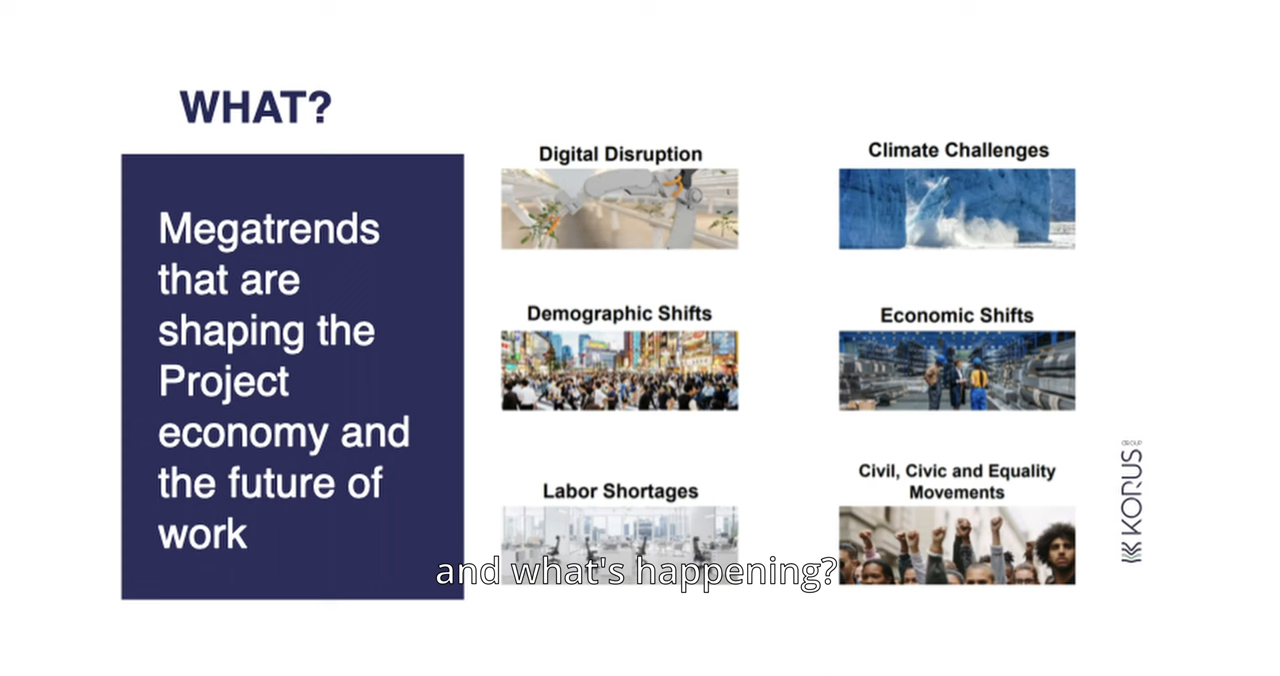 WHAT?
Megatrends
that are
shaping the
Project
economy and
the future of
work
Digital Disruption
Climate Challenges
Demographic Shifts
Economic Shifts
Labor Shortages
Civil, Civic and Equality
Movements
KORUS GROUP
and what's happening?